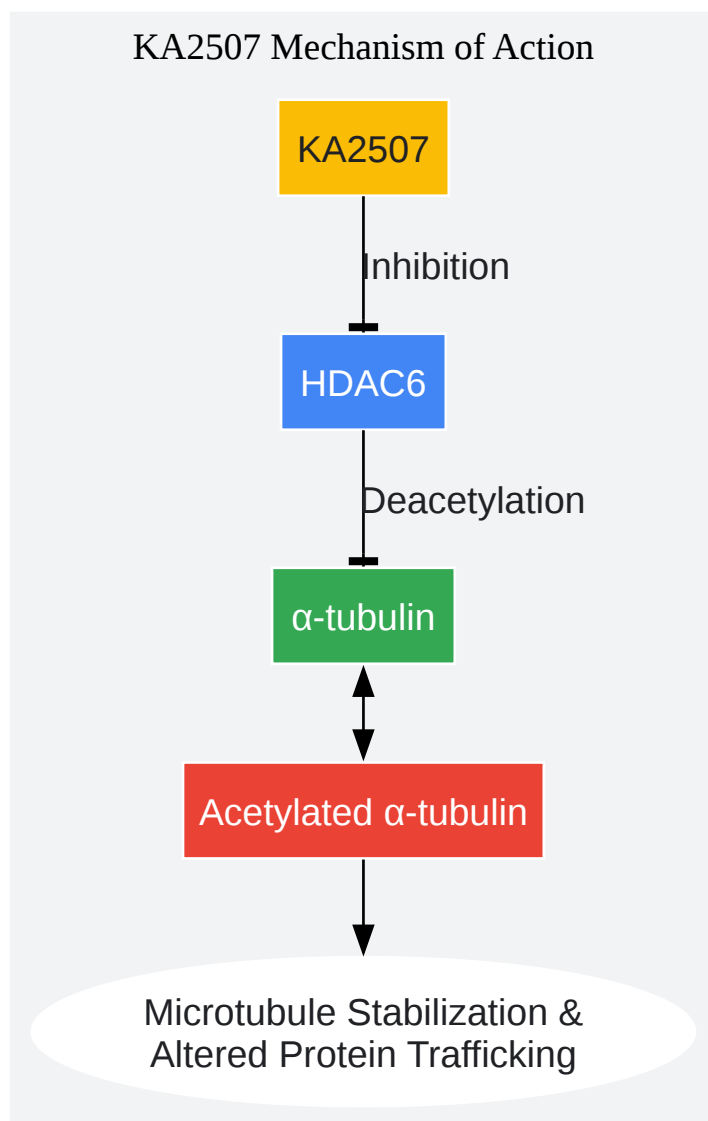 KA2507 Mechanism of Action
KA2507
Inhibition
HDAC6
Deacetylation
α-tubulin
Acetylated α-tubulin
Microtubule Stabilization &
Altered Protein Trafficking